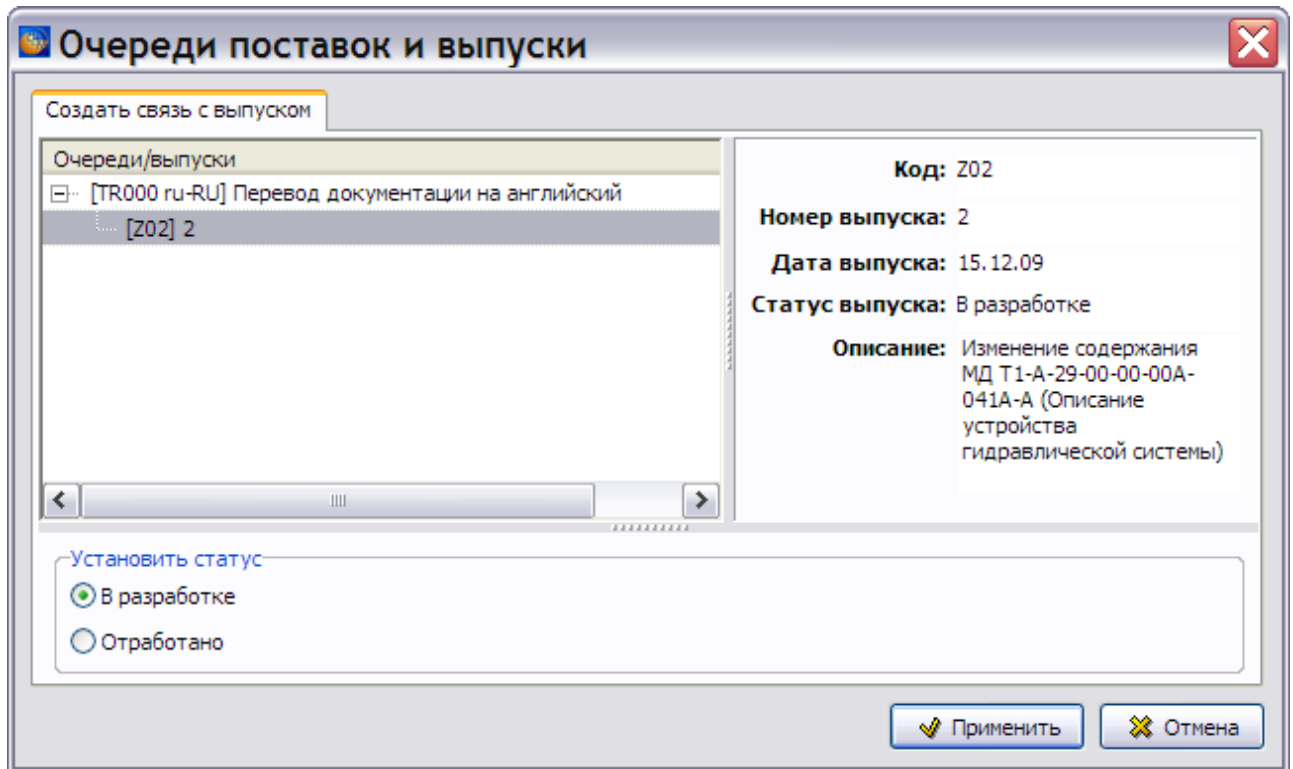 Очереди поставок и выпуски
Создать связь с выпуском
Очереди/выпуски
[TR000 ru-RU] Перевод документации на английский
[Z02] 2
Код: Z02
Номер выпуска: 2
Дата выпуска: 15.12.09
Статус выпуска: В разработке
Описание: Изменение содержания
МД Т1-А-29-00-00-00А-
041А-А (Описание
устройства
гидравлической системы)
Установить статус
В разработке
Отработано
Применить
Отмена